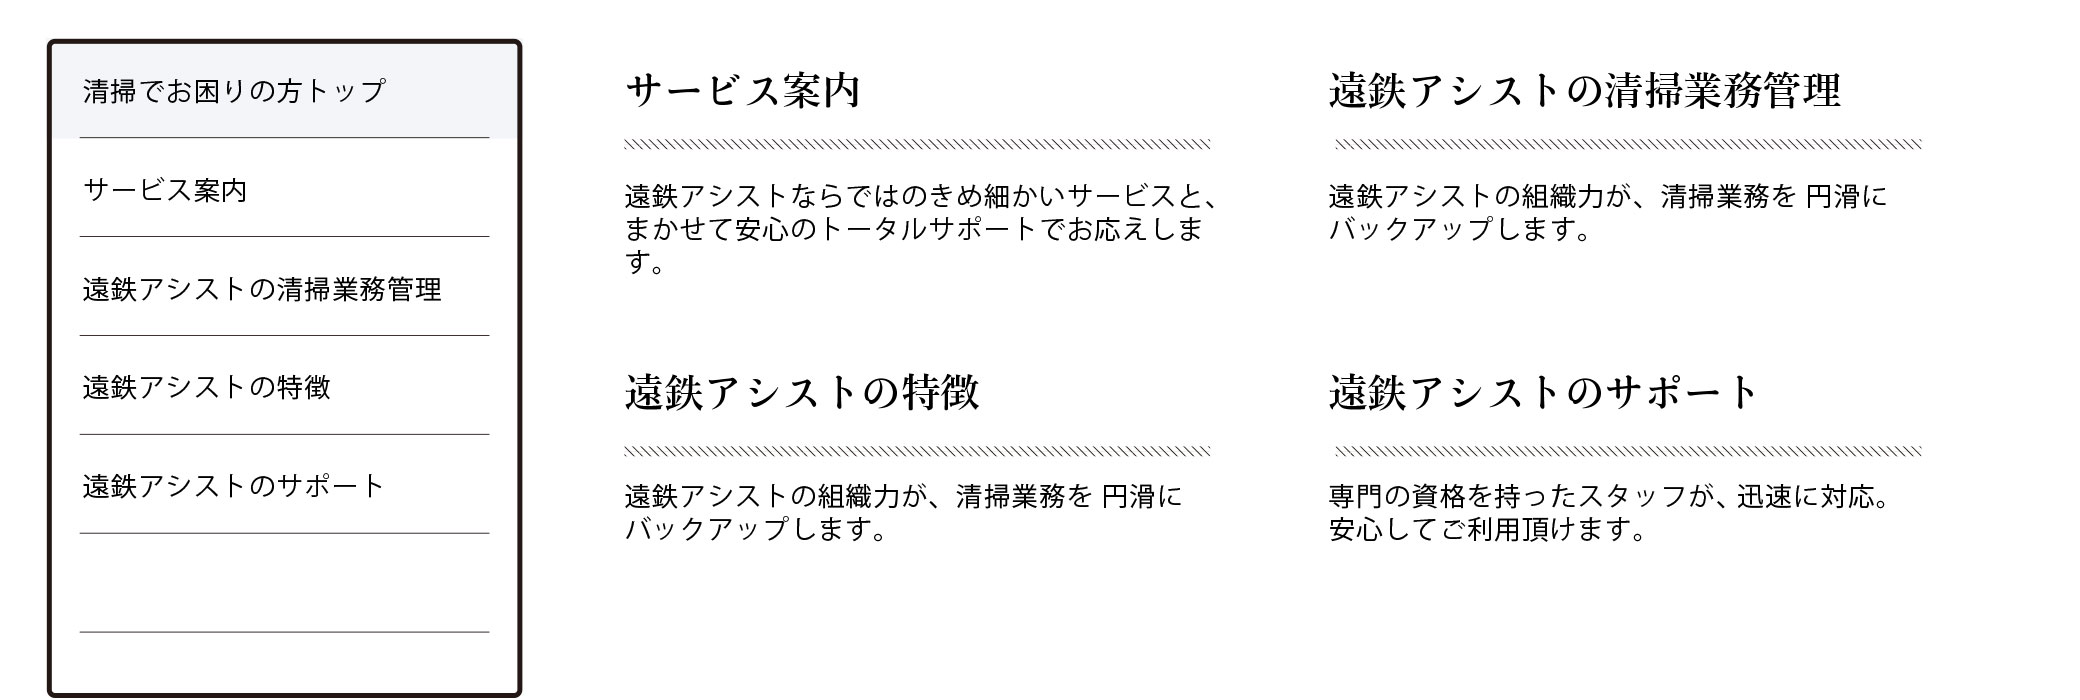 清掃でお困りの方トップ
サービス案内
遠鉄アシストの清掃業務管理
遠鉄アシストの特徴
遠鉄アシストのサポート
サービス案内
遠鉄アシストならではのきめ細かいサービスと、
まかせて安心のトータルサポートでお応えしま
す。
遠鉄アシストの清掃業務管理
遠鉄アシストの組織力が、清掃業務を 円滑に
バックアップします。
遠鉄アシストの特徴
遠鉄アシストの組織力が、清掃業務を 円滑に
バックアップします。
遠鉄アシストのサポート
専門の資格を持ったスタッフが、迅速に対応。
安心してご利用頂けます。